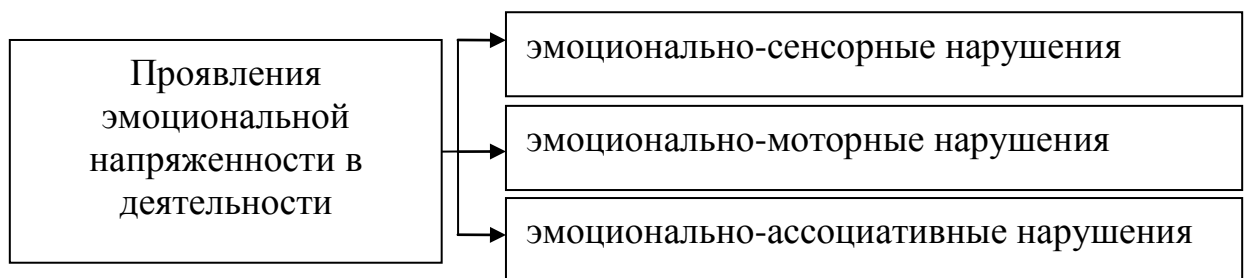 Проявления
эмоциональной
напряженности в
деятельности
эмоционально-сенсорные нарушения
эмоционально-моторные нарушения
эмоционально-ассоциативные нарушения